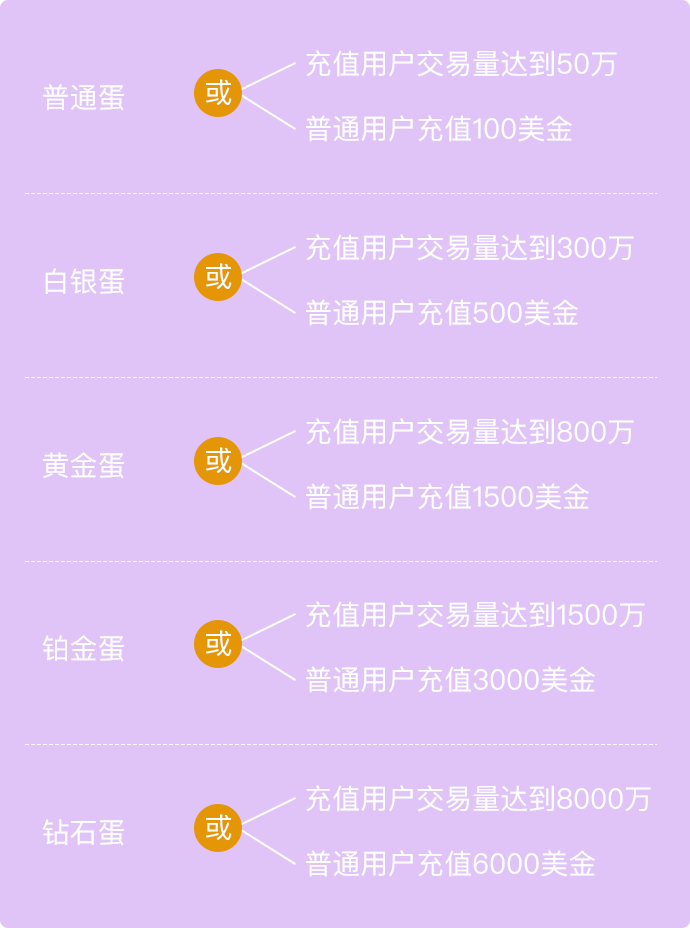 充值用户交易量达到50万
普通蛋
或
普通用户充值100美金
充值用户交易量达到300万
白银蛋
或
普通用户充值500美金
充值用户交易量达到800万
黄金蛋
或
普通用户充值1500美金
充值用户交易量达到1500万
铂金蛋
或
普通用户充值3000美金
充值用户交易量达到8000万
钻石蛋
或
普通用户充值6000美金